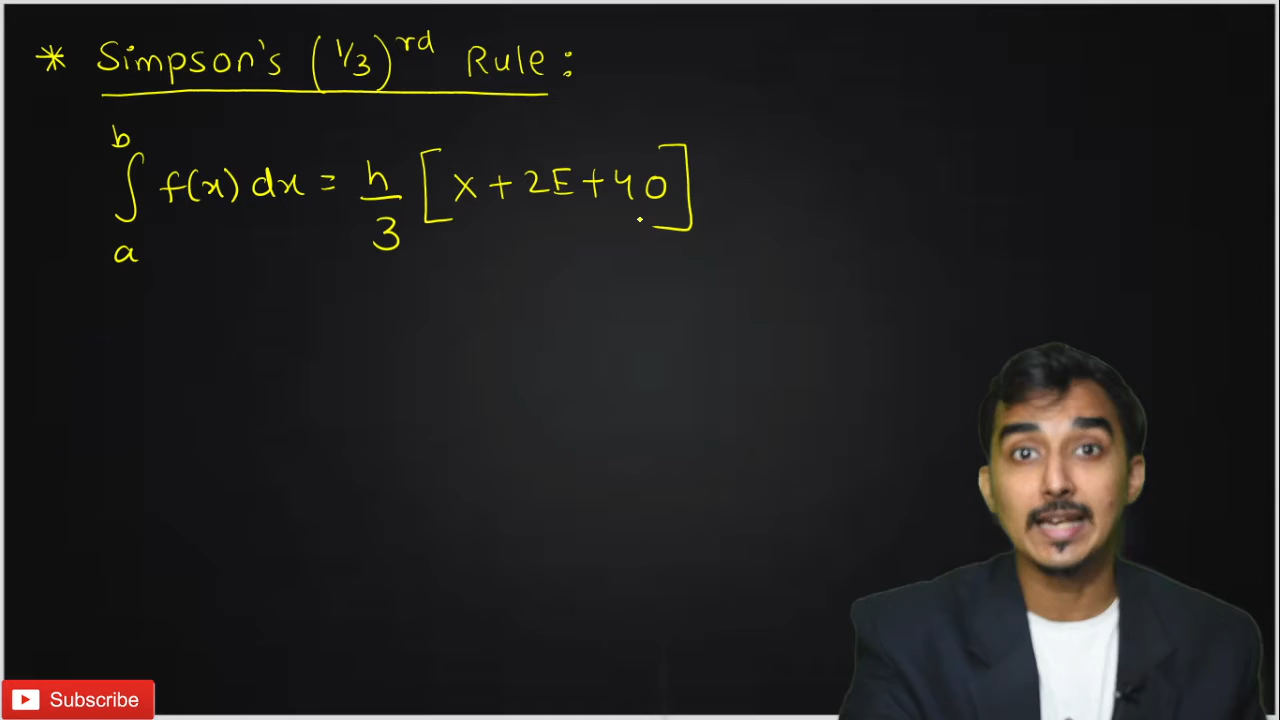 * Simpson's (1/3)rd Rule :
b
∫ f(x) dx = h/3 [X + 2E + 4O]
a
Subscribe